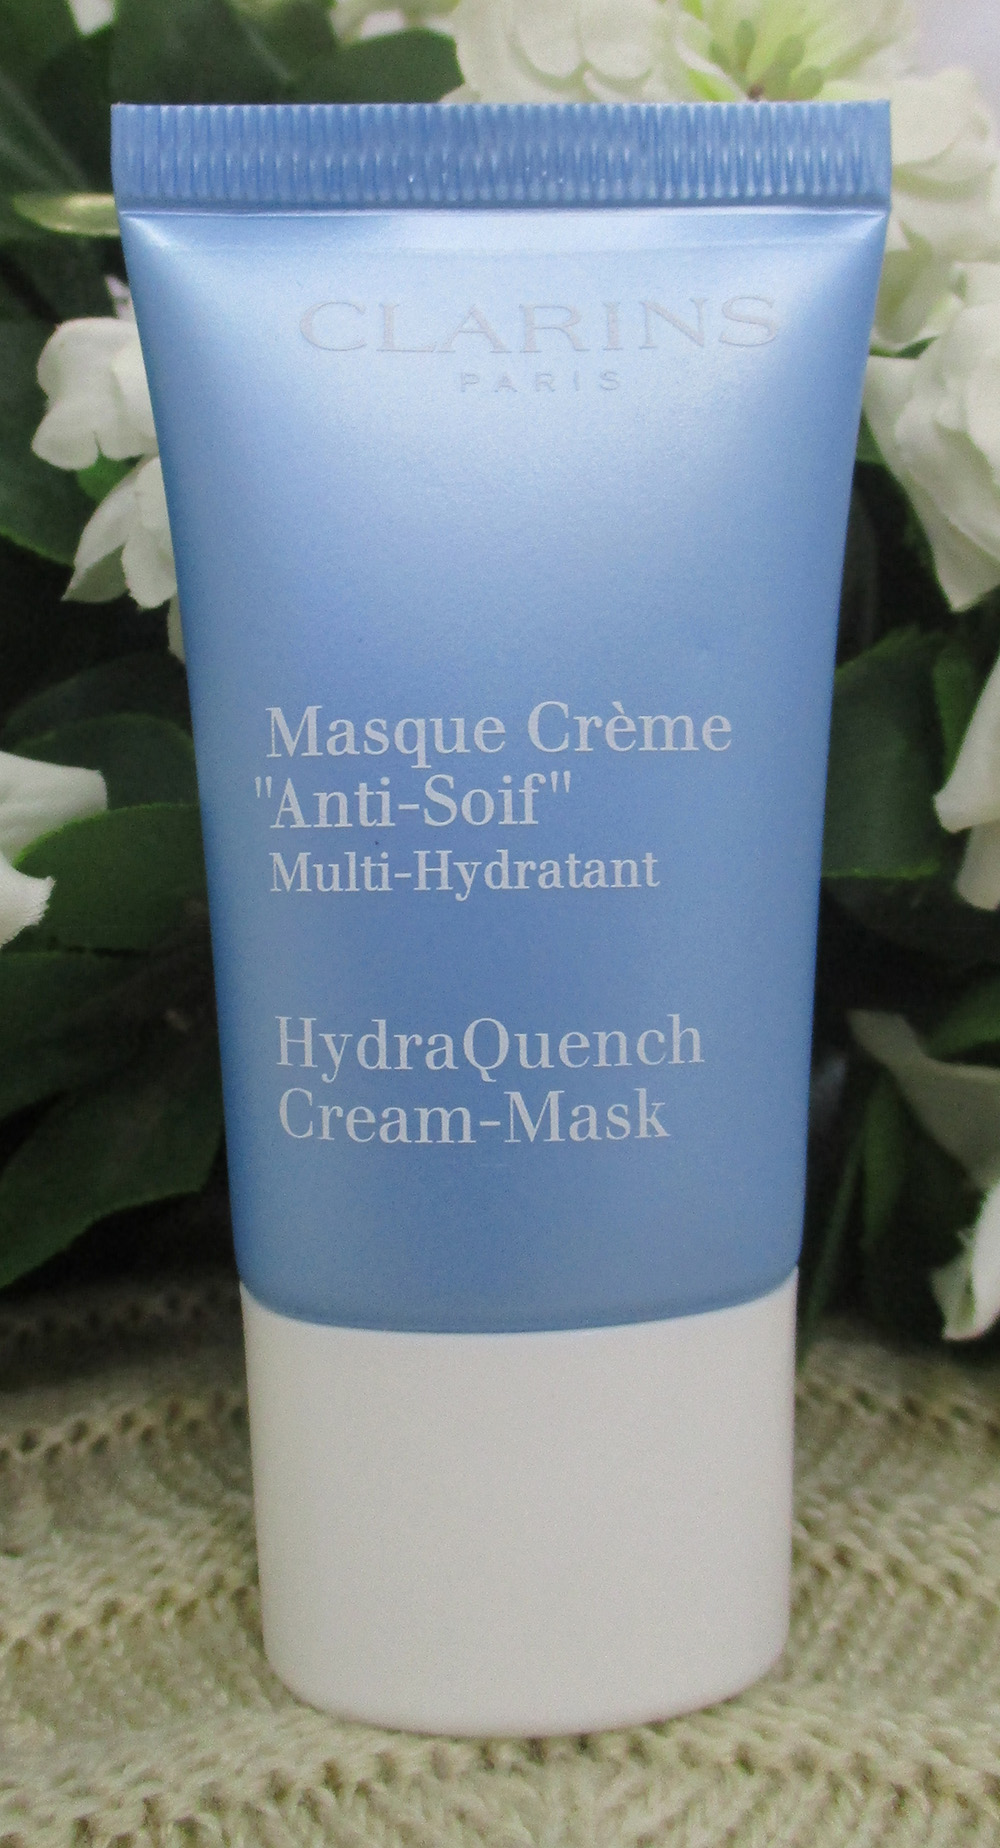 CLARINS
PARIS
Masque Crème
"Anti-Soif"
Multi-Hydratant
HydraQuench
Cream-Mask